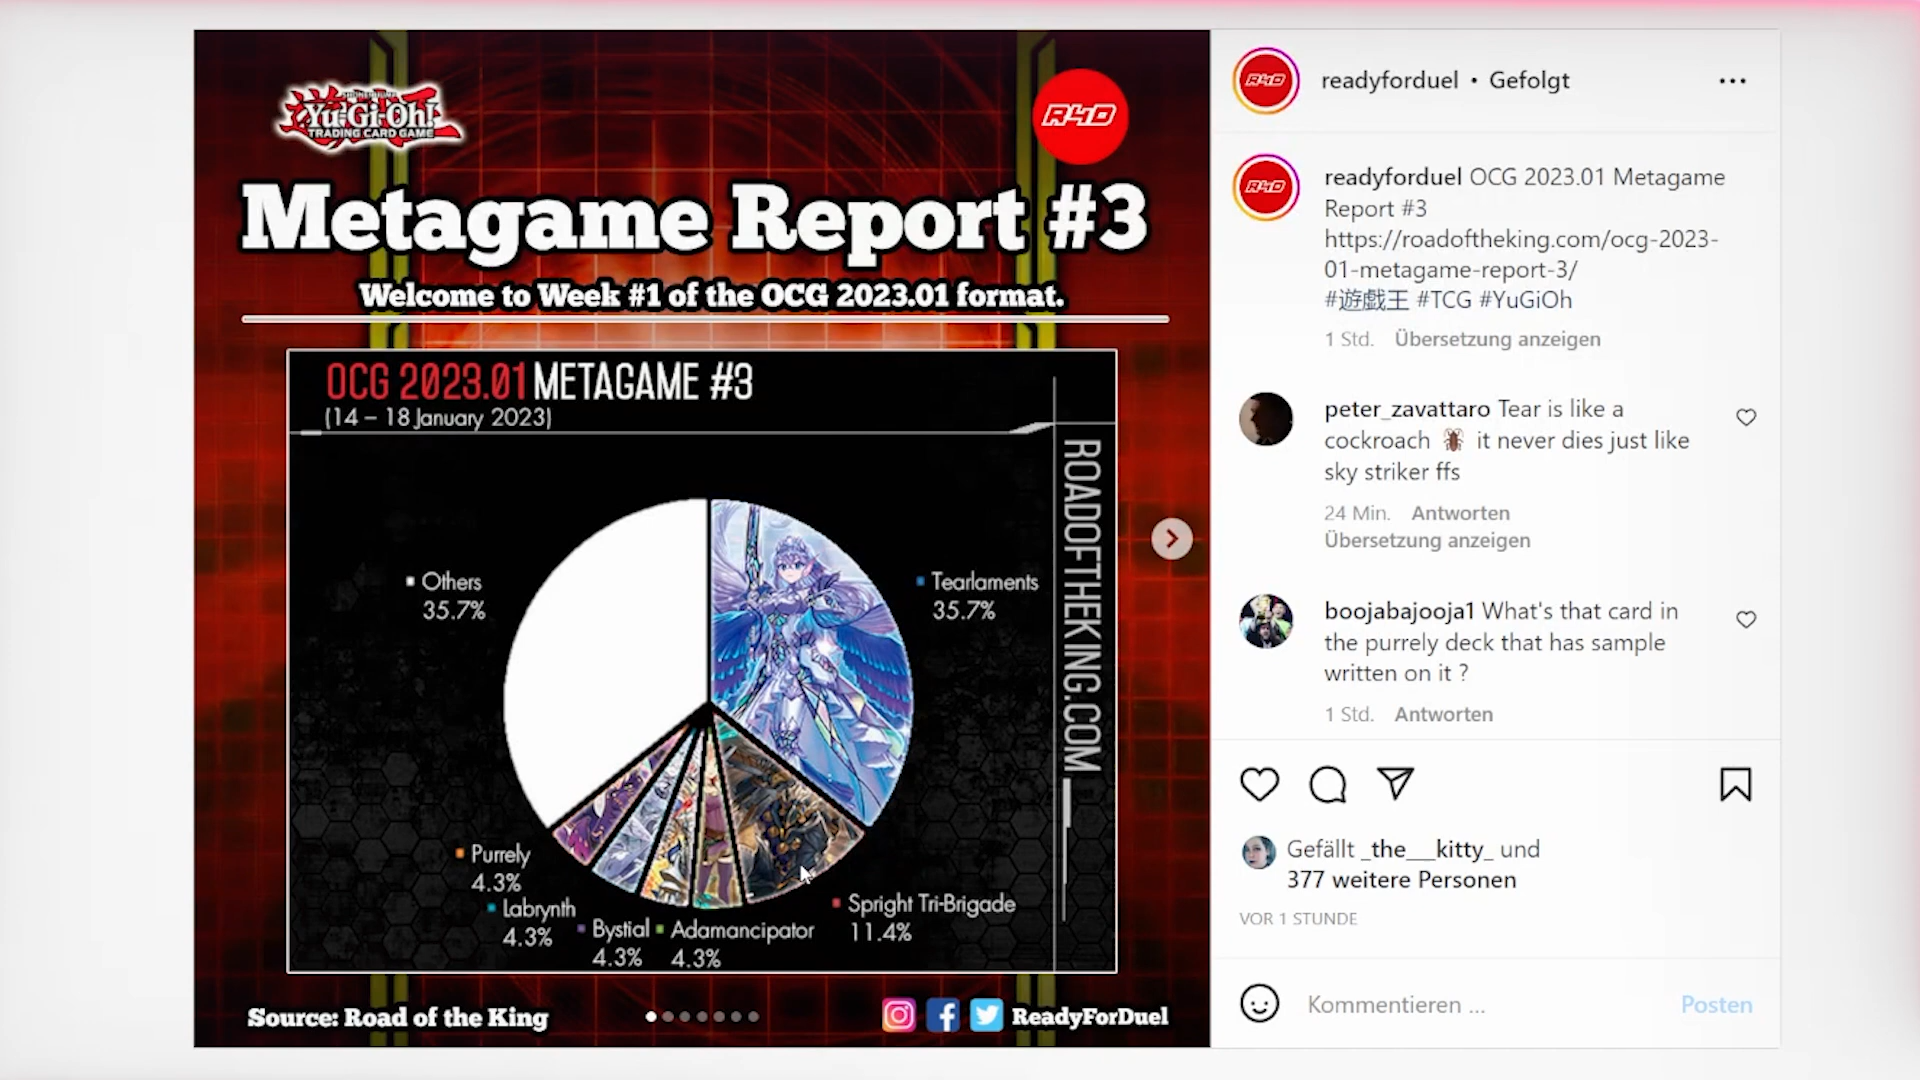 Yu-Gi-Oh!
TRADING CARD GAME
R4D
Metagame Report #3
Welcome to Week #1 of the OCG 2023.01 format.
OCG 2023.01 METAGAME #3
(14 – 18 January 2023)
ROADOFTHEKING.COM
Others
35.7%
Tearlaments
35.7%
Purrely
4.3%
Labrynth
4.3%
Bystial
4.3%
Adamancipator
4.3%
Spright Tri-Brigade
11.4%
Source: Road of the King
ReadyForDuel
R4D
readyforduel • Gefolgt
R4D
readyforduel OCG 2023.01 Metagame
Report #3
https://roadoftheking.com/ocg-2023-
01-metagame-report-3/
#遊戯王 #TCG #YuGiOh
1 Std. Übersetzung anzeigen
peter_zavattaro Tear is like a
cockroach 🪳 it never dies just like
sky striker ffs
24 Min. Antworten
Übersetzung anzeigen
boojabajooja1 What's that card in
the purrely deck that has sample
written on it ?
1 Std. Antworten
Gefällt _the__kitty_ und
377 weitere Personen
VOR 1 STUNDE
Kommentieren ...
Posten